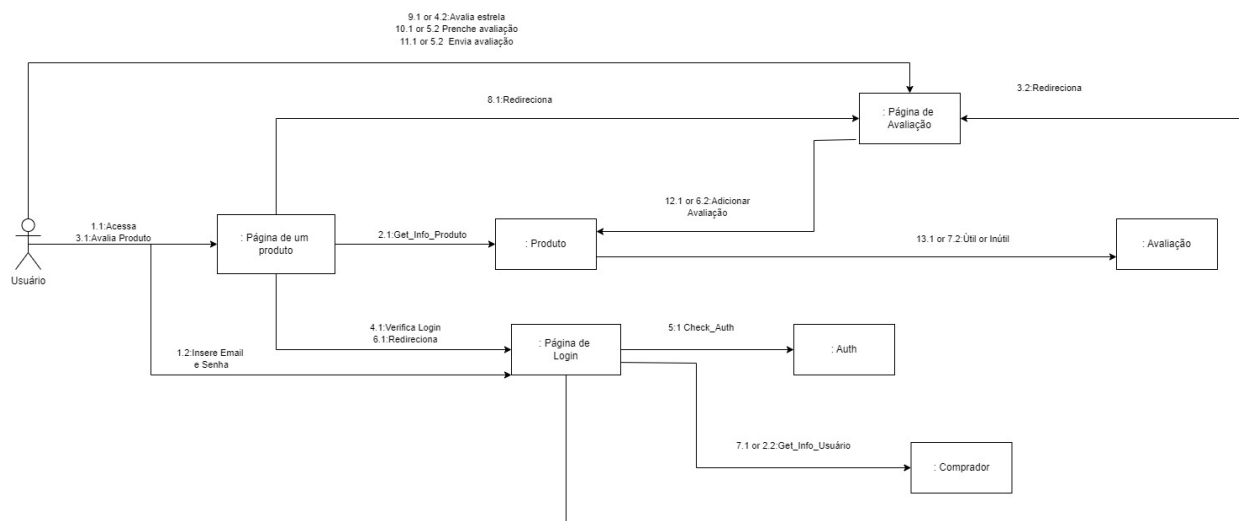 9.1 or 4.2:Avalia estrela
10.1 or 5.2 Prenche avaliação
11.1 or 5.2 Envia avaliação
8.1:Redireciona
3.2:Redireciona
: Página de
Avaliação
12.1 or 6.2:Adicionar
Avaliação
1.1:Acessa
3.1:Avalia Produto
: Página de um
produto
2.1:Get_Info_Produto
: Produto
13.1 or 7.2:Ùtil or Inútil
: Avaliação
Usuário
4.1:Verifica Login
6.1:Redireciona
5:1 Check_Auth
1.2:Insere Email
e Senha
: Página de
Login
: Auth
7.1 or 2.2:Get_Info_Usuário
: Comprador